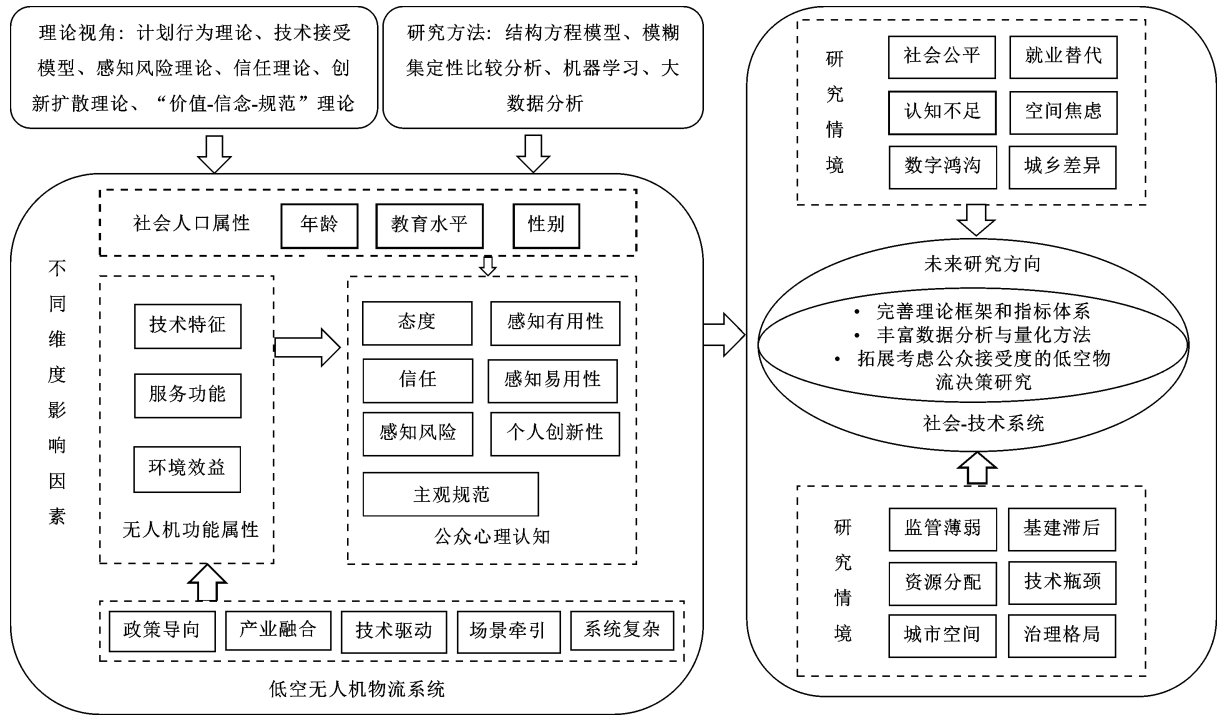 理论视角：计划行为理论、技术接受
模型、感知风险理论、信任理论、创
新扩散理论、“价值-信念-规范”理论
研究方法：结构方程模型、模糊
集定性比较分析、机器学习、大
数据分析
不同维度影响因素
社会人口属性
年龄
教育水平
性别
技术特征
服务功能
环境效益
无人机功能属性
态度
感知有用性
信任
感知易用性
感知风险
个人创新性
主观规范
公众心理认知
政策导向
产业融合
技术驱动
场景牵引
系统复杂
低空无人机物流系统
研究情境
社会公平
就业替代
认知不足
空间焦虑
数字鸿沟
城乡差异
未来研究方向
• 完善理论框架和指标体系
• 丰富数据分析与量化方法
• 拓展考虑公众接受度的低空物
流决策研究
社会-技术系统
研究情境
监管薄弱
基建滞后
资源分配
技术瓶颈
城市空间
治理格局